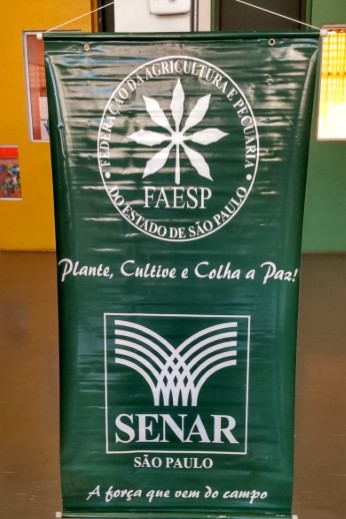 FEDERAÇÃO DA AGRICULTURA E PECUÁRIA
DO ESTADO DE SÃO PAULO
FAESP
Plante, Cultive e Colha a Paz!
SENAR
SÃO PAULO
A força que vem do campo